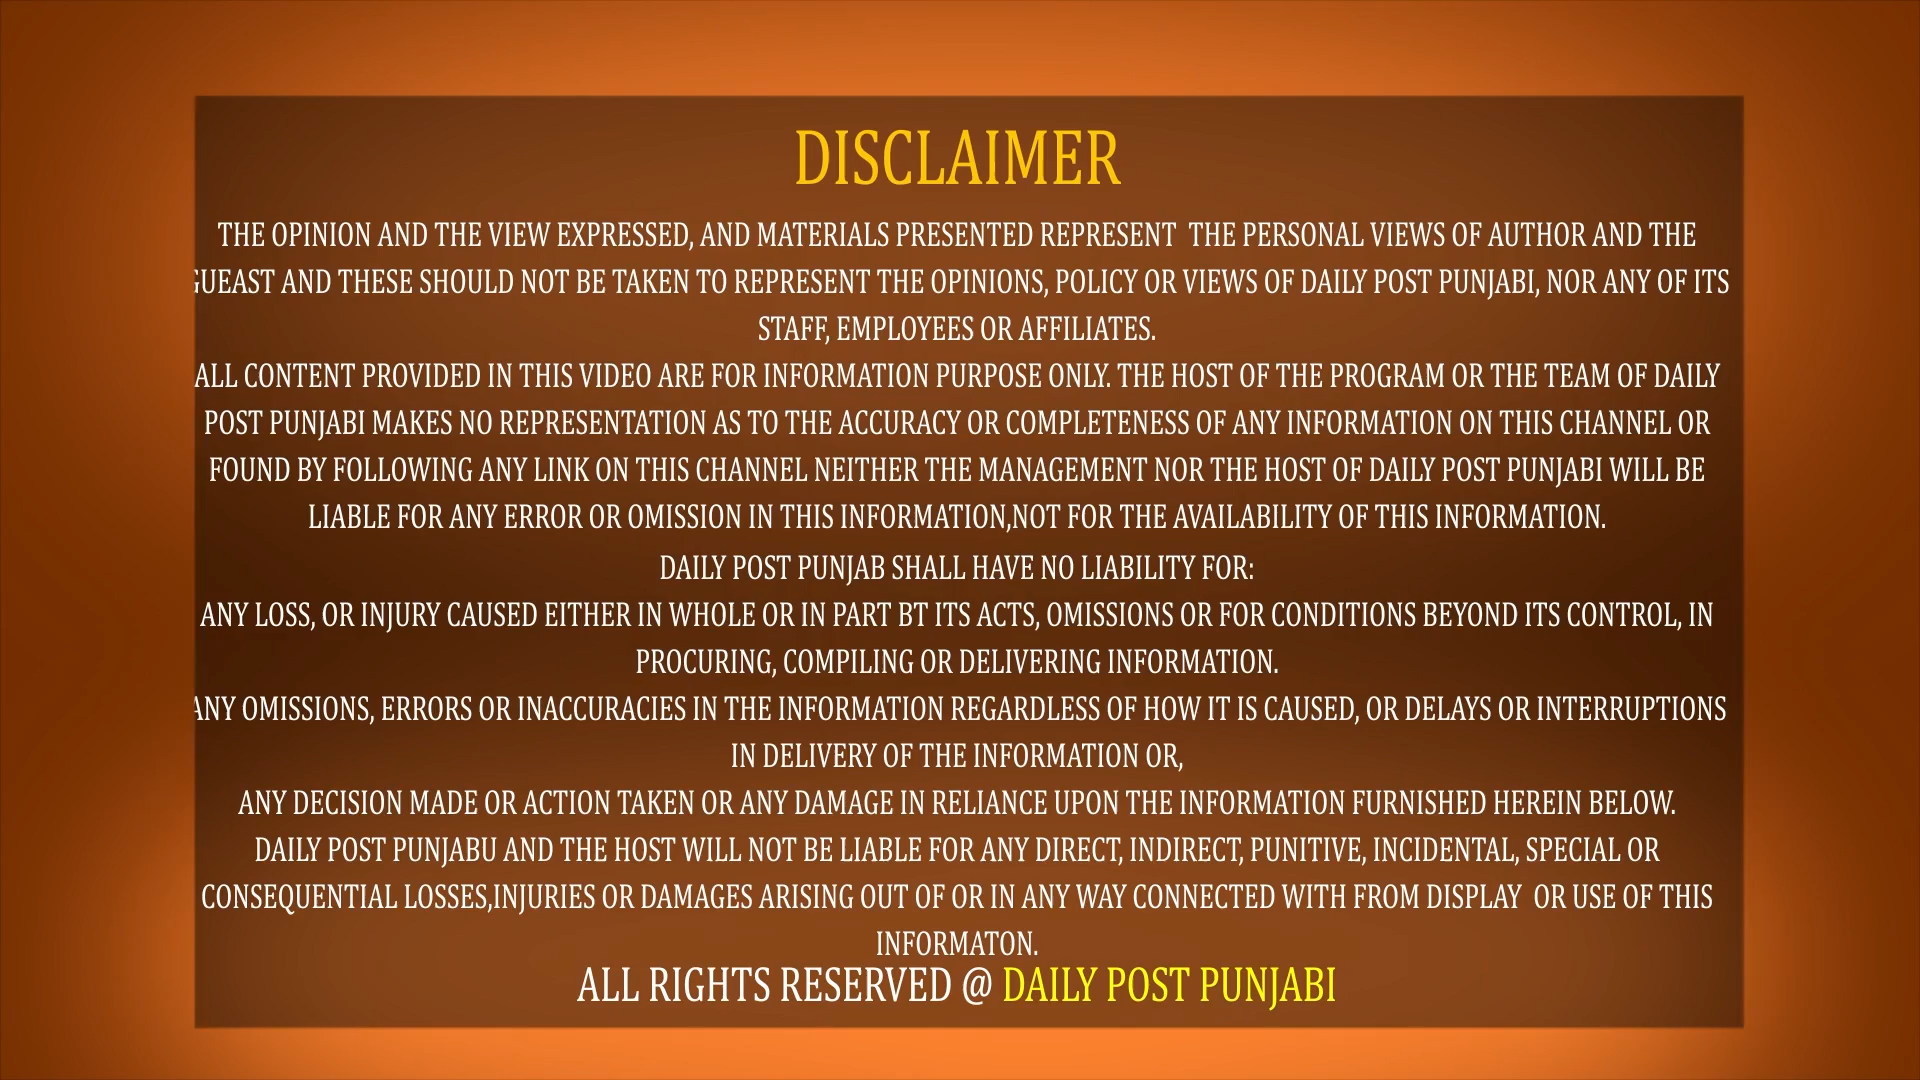 DISCLAIMER
THE OPINION AND THE VIEW EXPRESSED, AND MATERIALS PRESENTED REPRESENT THE PERSONAL VIEWS OF AUTHOR AND THE
GUEAST AND THESE SHOULD NOT BE TAKEN TO REPRESENT THE OPINIONS, POLICY OR VIEWS OF DAILY POST PUNJABI, NOR ANY OF ITS
STAFF, EMPLOYEES OR AFFILIATES.
ALL CONTENT PROVIDED IN THIS VIDEO ARE FOR INFORMATION PURPOSE ONLY. THE HOST OF THE PROGRAM OR THE TEAM OF DAILY
POST PUNJABI MAKES NO REPRESENTATION AS TO THE ACCURACY OR COMPLETENESS OF ANY INFORMATION ON THIS CHANNEL OR
FOUND BY FOLLOWING ANY LINK ON THIS CHANNEL NEITHER THE MANAGEMENT NOR THE HOST OF DAILY POST PUNJABI WILL BE
LIABLE FOR ANY ERROR OR OMISSION IN THIS INFORMATION,NOT FOR THE AVAILABILITY OF THIS INFORMATION.
DAILY POST PUNJAB SHALL HAVE NO LIABILITY FOR:
ANY LOSS, OR INJURY CAUSED EITHER IN WHOLE OR IN PART BT ITS ACTS, OMISSIONS OR FOR CONDITIONS BEYOND ITS CONTROL, IN
PROCURING, COMPILING OR DELIVERING INFORMATION.
ANY OMISSIONS, ERRORS OR INACCURACIES IN THE INFORMATION REGARDLESS OF HOW IT IS CAUSED, OR DELAYS OR INTERRUPTIONS
IN DELIVERY OF THE INFORMATION OR,
ANY DECISION MADE OR ACTION TAKEN OR ANY DAMAGE IN RELIANCE UPON THE INFORMATION FURNISHED HEREIN BELOW.
DAILY POST PUNJABU AND THE HOST WILL NOT BE LIABLE FOR ANY DIRECT, INDIRECT, PUNITIVE, INCIDENTAL, SPECIAL OR
CONSEQUENTIAL LOSSES,INJURIES OR DAMAGES ARISING OUT OF OR IN ANY WAY CONNECTED WITH FROM DISPLAY OR USE OF THIS
INFORMATON.
ALL RIGHTS RESERVED @ DAILY POST PUNJABI